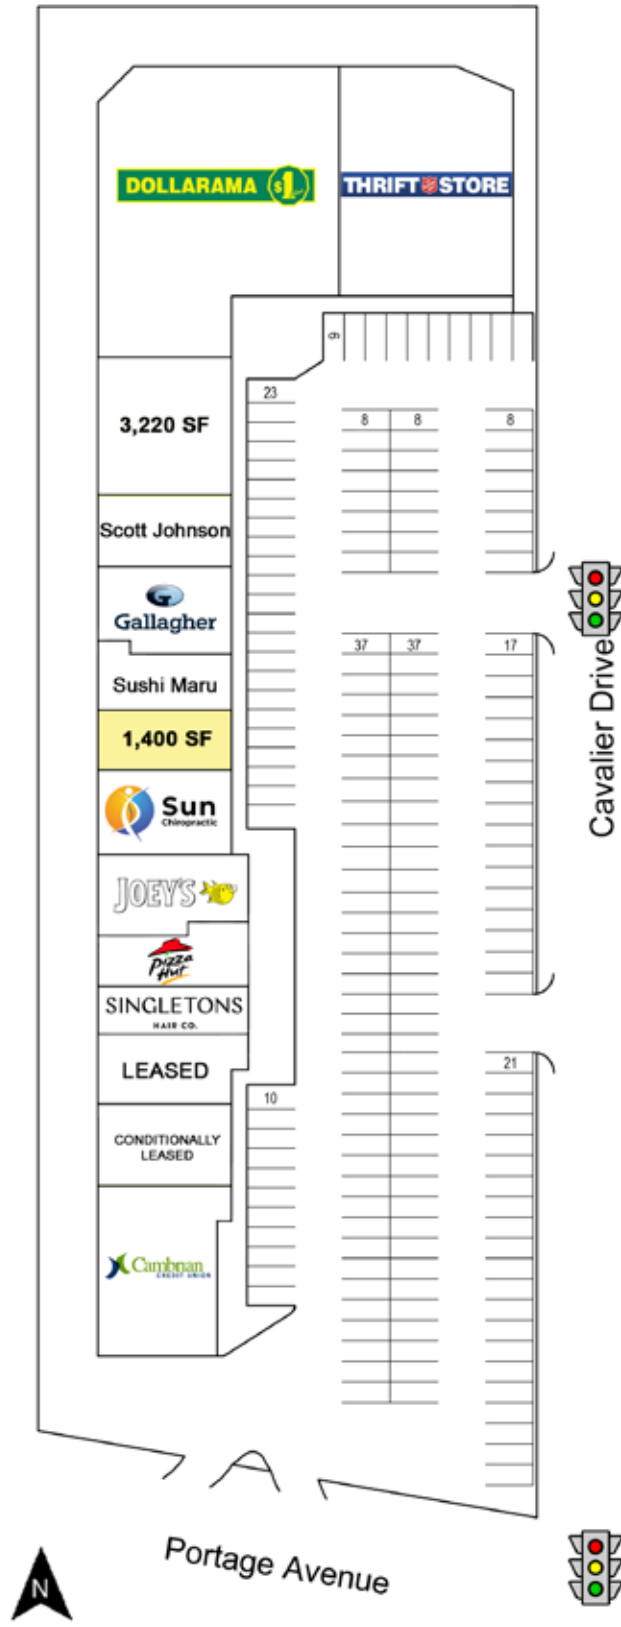 DOLLARAMA $1
THRIFT STORE
9
23
8
8
8
3,220 SF
Scott Johnson
Gallagher
37
37
17
Sushi Maru
Cavalier Drive
1,400 SF
Sun
Chiropractic
JOEY'S
Pizza
Hut
SINGLETONS
HAIR CO.
LEASED
21
10
CONDITIONALLY
LEASED
Cambrian
CREDIT UNION
Portage Avenue
N